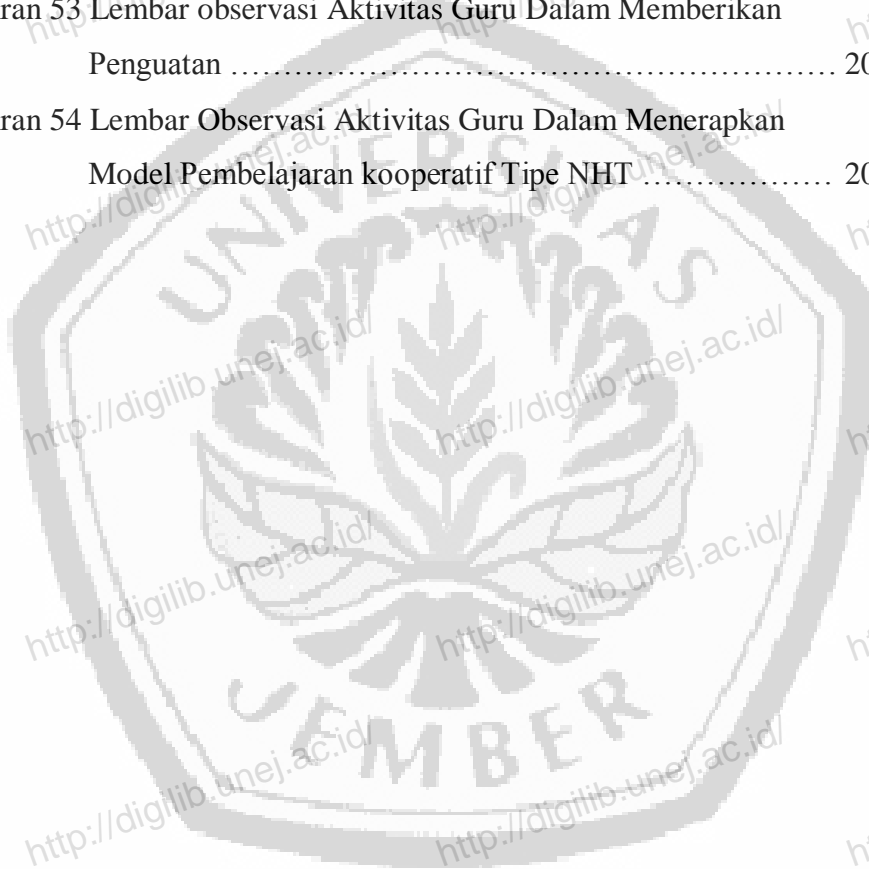 ran 53 Lembar observasi Aktivitas Guru Dalam Memberikan
Penguatan ………………………………………………… 20
ran 54 Lembar Observasi Aktivitas Guru Dalam Menerapkan
Model Pembelajaran kooperatif Tipe NHT ……………… 20
UNIVERSITAS
JEMBER
http://digilib.unej.ac.id/
http://digilib.unej.ac.id/
http://digilib.unej.ac.id/
http://digilib.unej.ac.id/
http://digilib.unej.ac.id/
http://digilib.unej.ac.id/
http://digilib.unej.ac.id/
http://digilib.unej.ac.id/